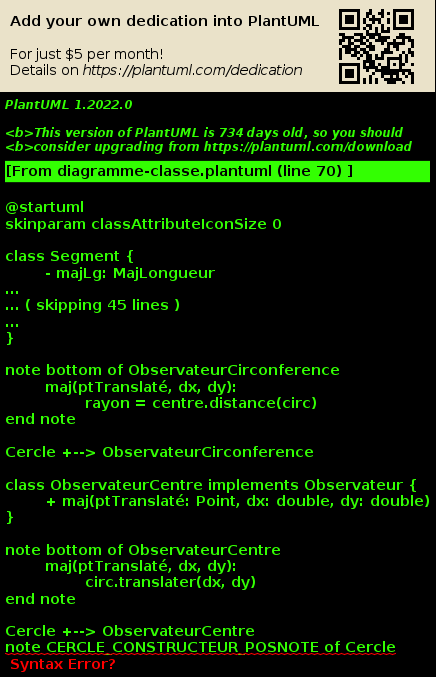 Add your own dedication into PlantUML
For just $5 per month!
Details on https://plantuml.com/dedication
PlantUML 1.2022.0
<b>This version of PlantUML is 734 days old, so you should
<b>consider upgrading from https://plantuml.com/download
[From diagramme-classe.plantuml (line 70) ]
@startuml
skinparam classAttributeIconSize 0
class Segment {
- majLg: MajLongueur
...
... ( skipping 45 lines )
...
}
note bottom of ObservateurCirconference
maj(ptTranslaté, dx, dy):
rayon = centre.distance(circ)
end note
Cercle +--> ObservateurCirconference
class ObservateurCentre implements Observateur {
+ maj(ptTranslaté: Point, dx: double, dy: double)
}
note bottom of ObservateurCentre
maj(ptTranslaté, dx, dy):
circ.translater(dx, dy)
end note
Cercle +--> ObservateurCentre
note CERCLE_CONSTRUCTEUR_POSNOTE of Cercle
Syntax Error?